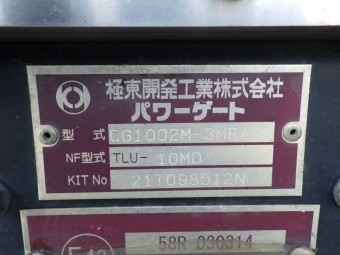 極東開発工業株式会社
パワーゲート
型式 CG1002M-3MRA
NF型式 TLU- 10MD
KIT No 21T098512N
58R 030314